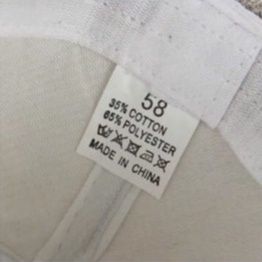 58
35% COTTON
65% POLYESTER
MADE IN CHINA